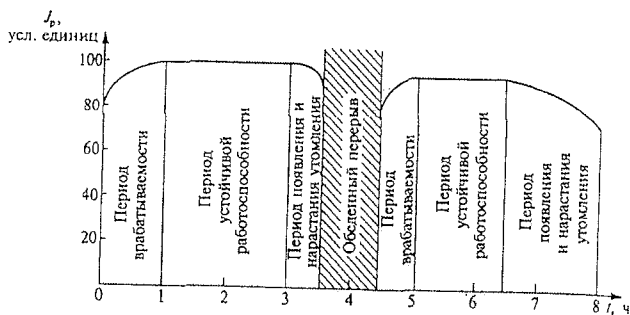 Jр,
усл. единиц
100
80
60
40
20
Период
врабатываемости
Период
устойчивой
работоспособности
Период появления и
нарастания утомления
Обеденный перерыв
Период
врабатываемости
Период
устойчивой
работоспособности
Период
появления
и нарастания
утомления
0 1 2 3 4 5 6 7 8 t, ч